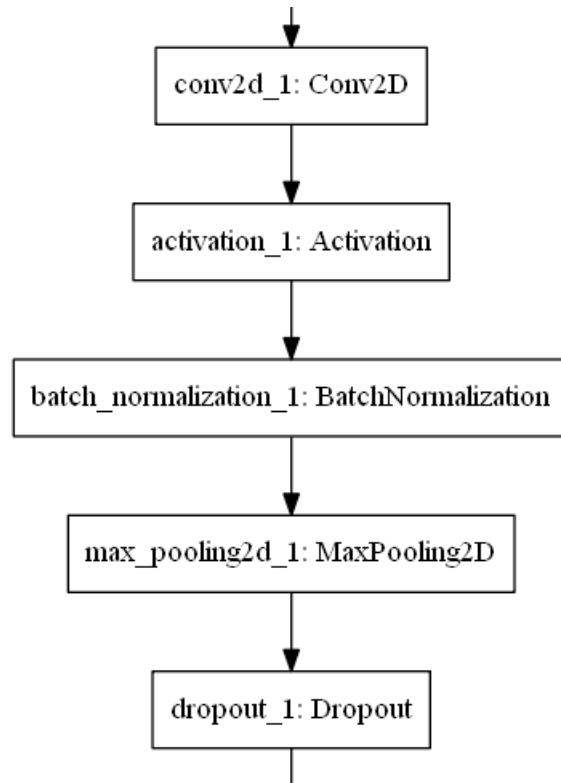 conv2d_1: Conv2D
activation_1: Activation
batch_normalization_1: BatchNormalization
max_pooling2d_1: MaxPooling2D
dropout_1: Dropout